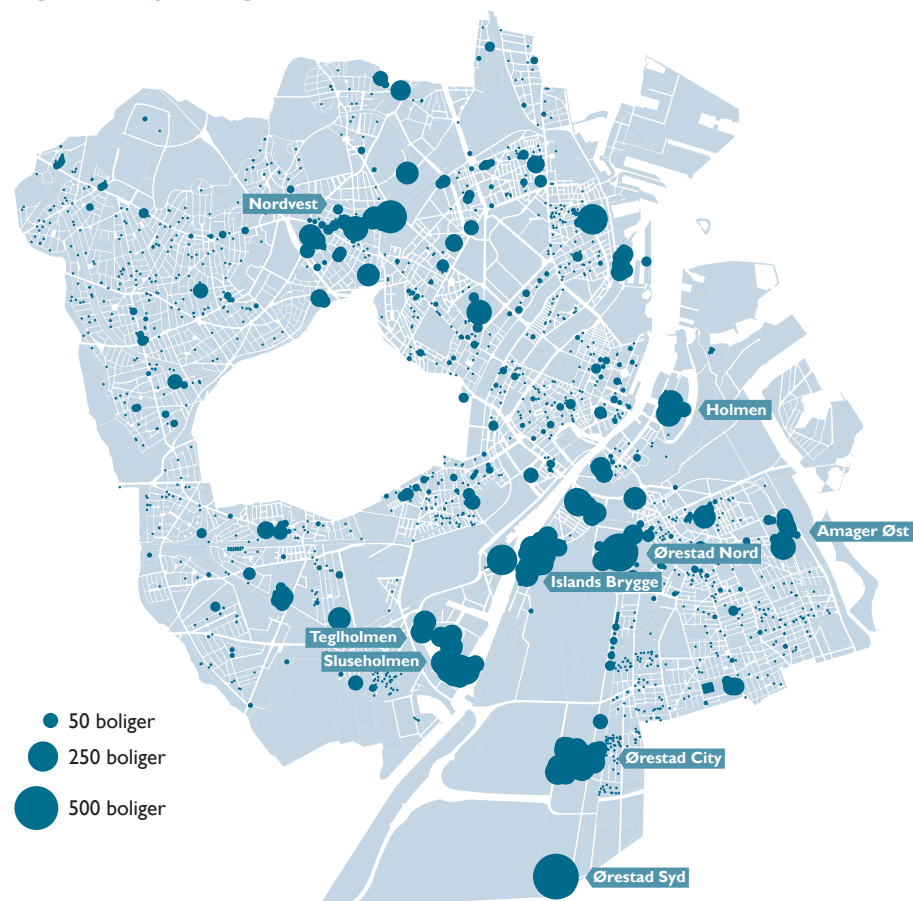 Nordvest
Holmen
Amager Øst
Ørestad Nord
Islands Brygge
Teglholmen
Sluseholmen
50 boliger
250 boliger
Ørestad City
500 boliger
Ørestad Syd